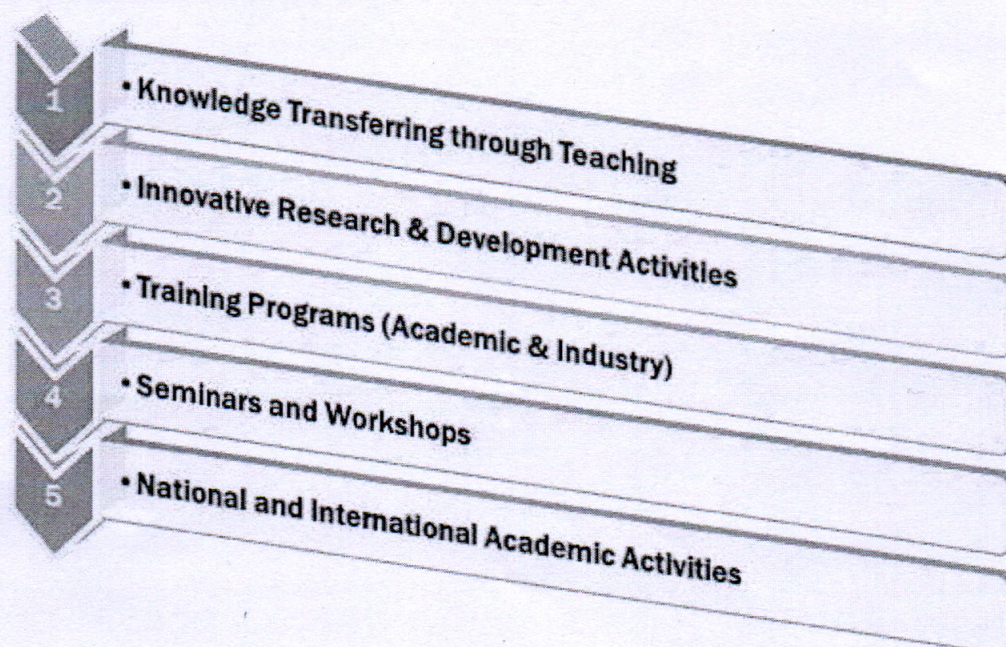 1
• Knowledge Transferring through Teaching
2
• Innovative Research & Development Activities
3
• Training Programs (Academic & Industry)
4
• Seminars and Workshops
5
• National and International Academic Activities